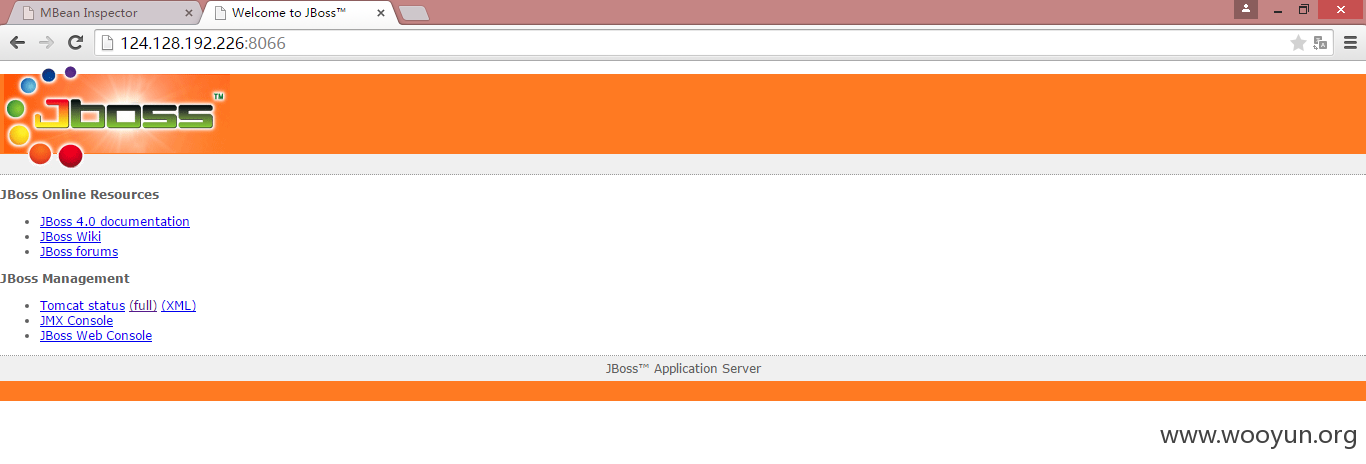 MBean Inspector
Welcome to JBoss™
124.128.192.226:8066
Jboss™
JBoss Online Resources
JBoss 4.0 documentation
JBoss Wiki
JBoss forums
JBoss Management
Tomcat status (full) (XML)
JMX Console
JBoss Web Console
JBoss™ Application Server
www.wooyun.org